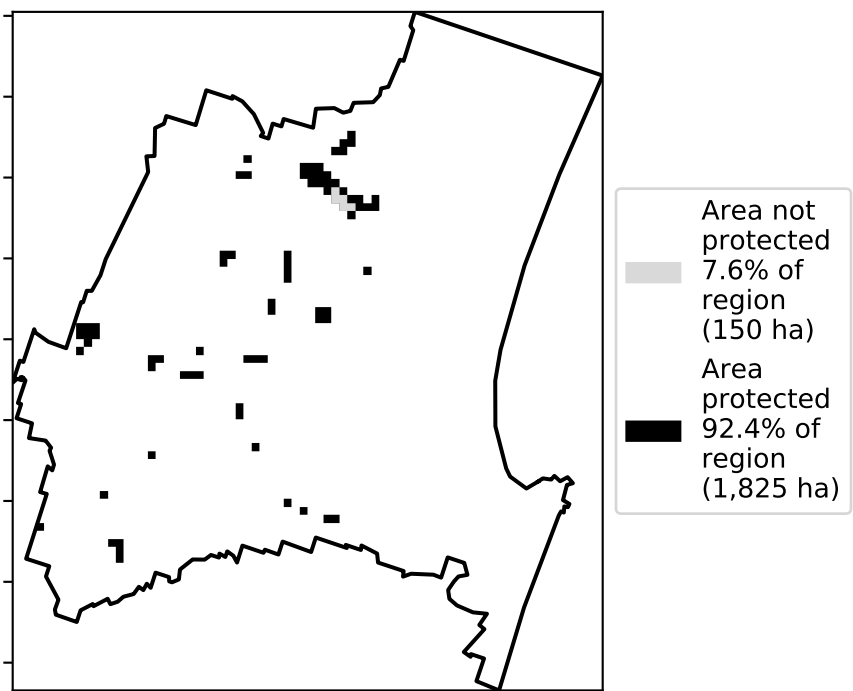 Area not
protected
7.6% of
region
(150 ha)
Area
protected
92.4% of
region
(1,825 ha)